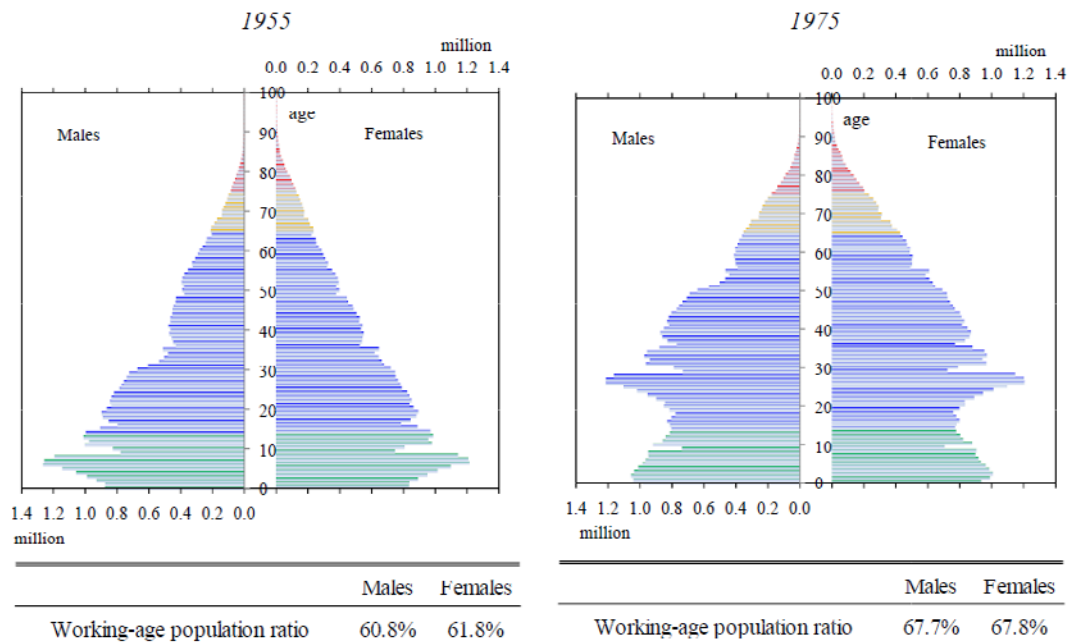 1955
million
0.0 0.2 0.4 0.6 0.8 1.0 1.2 1.4
100
age
Males
Females
90
80
70
60
50
40
30
20
10
0
1.4 1.2 1.0 0.8 0.6 0.4 0.2 0.0
million
Males Females
Working-age population ratio 60.8% 61.8%
1975
million
0.0 0.2 0.4 0.6 0.8 1.0 1.2 1.4
100
age
Males
Females
90
80
70
60
50
40
30
20
10
0
1.4 1.2 1.0 0.8 0.6 0.4 0.2 0.0
million
Males Females
Working-age population ratio 67.7% 67.8%